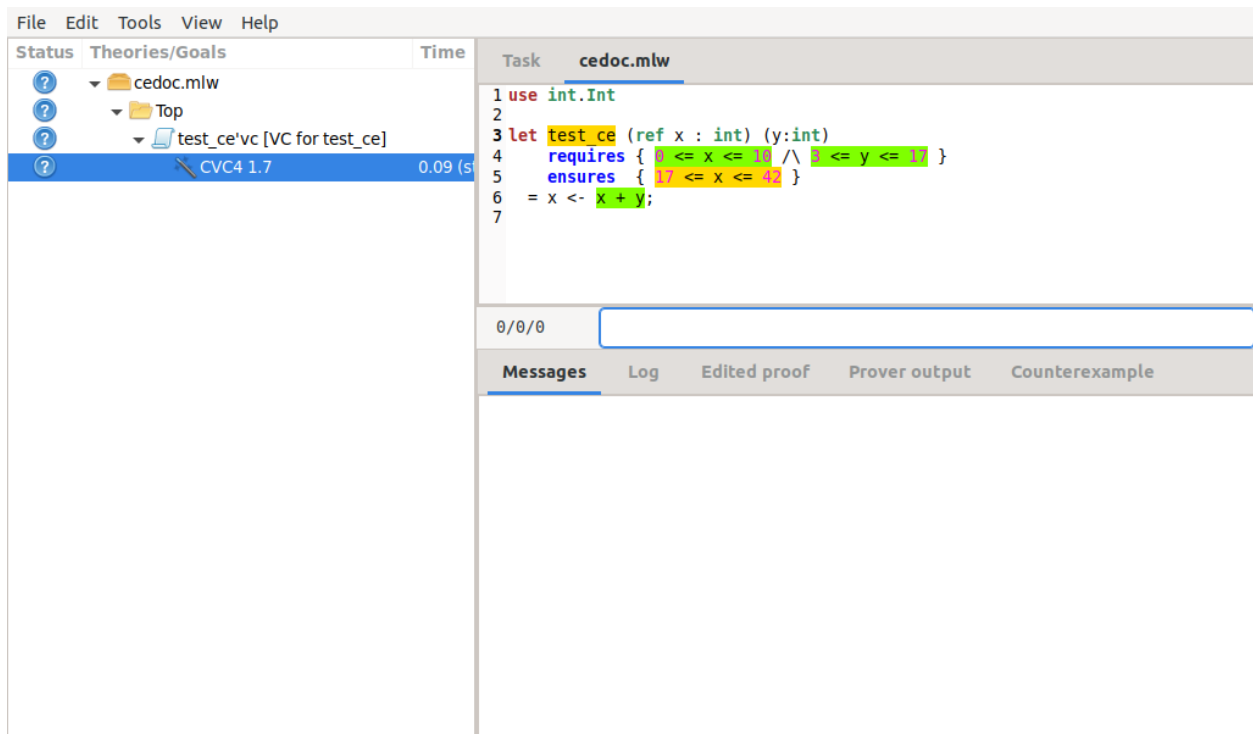 File Edit Tools View Help
Status Theories/Goals Time
cedoc.mlw
Top
test_ce'vc [VC for test_ce]
CVC4 1.7 0.09 (st
Task cedoc.mlw
1 use int.Int
2
3 let test_ce (ref x : int) (y:int)
4     requires { 0 <= x <= 10 /\ 3 <= y <= 17 }
5     ensures  { 17 <= x <= 42 }
6   = x <- x + y;
7
0/0/0
Messages Log Edited proof Prover output Counterexample